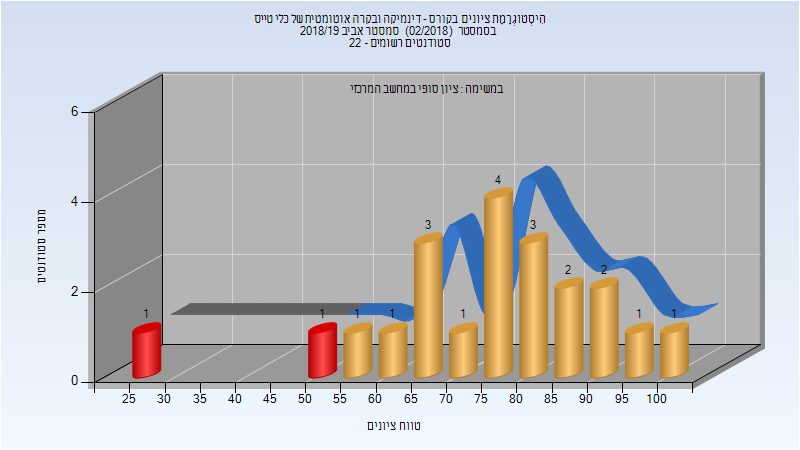 היסטוגרמת ציונים בקורס - דינמיקה ובקרה אוטומטית של כלי טייס
בסמסטר (02/2018) סמסטר אביב 2018/19
סטודנטים רשומים - 22
במשימה : ציון סופי במחשב המרכזי
6
4
2
0
מספר סטודנטים
1 1 1 1 3 1 4 3 2 2 1 1
25 30 35 40 45 50 55 60 65 70 75 80 85 90 95 100
טווח ציונים